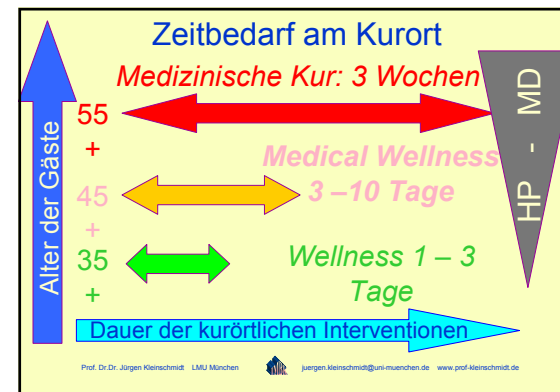 Zeitbedarf am Kurort
Medizinische Kur: 3 Wochen
55
+
Medical Wellness
3 –10 Tage
45
+
Wellness 1 – 3
Tage
35
+
Alter der Gäste
HP - MD
Dauer der kurörtlichen Interventionen
Prof. Dr.Dr. Jürgen Kleinschmidt LMU München juergen.kleinschmidt@uni-muenchen.de www.prof-kleinschmidt.de